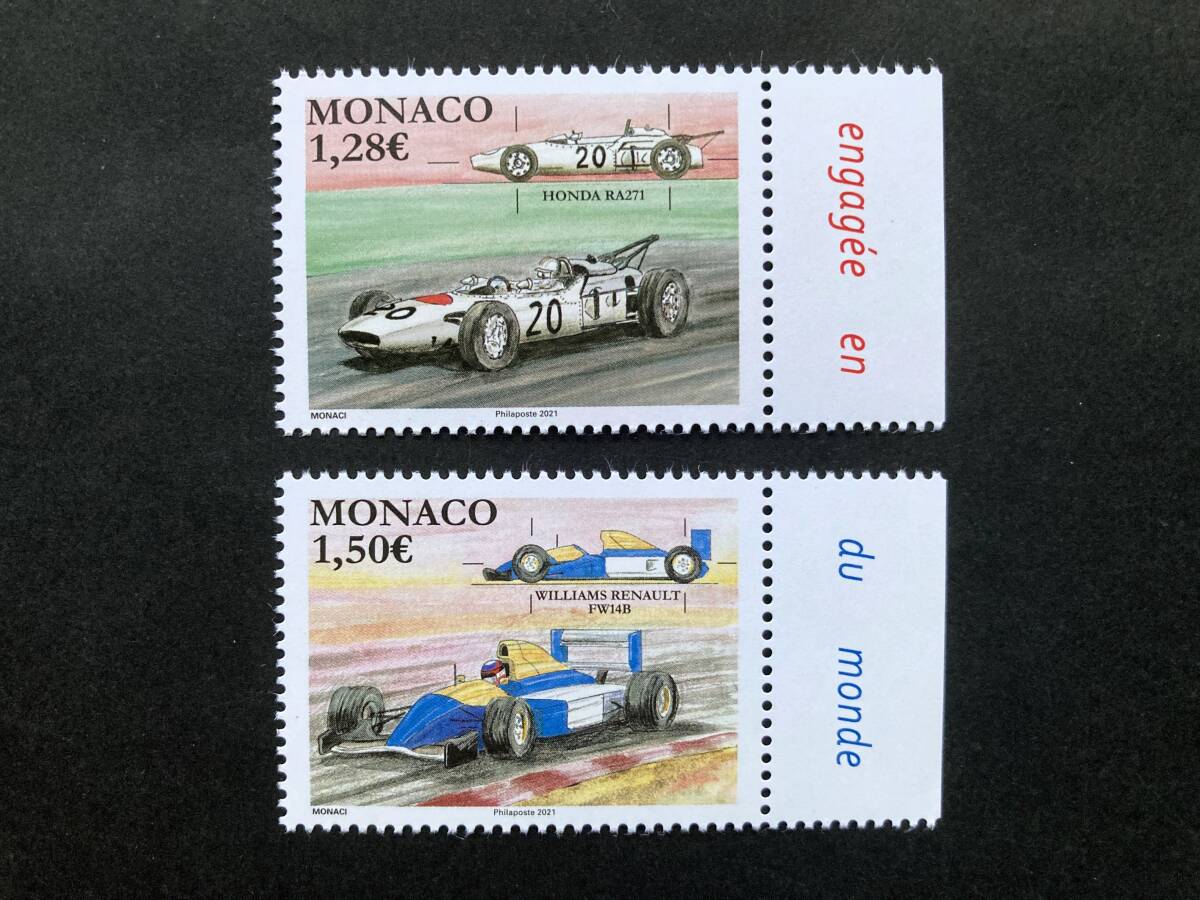 MONACO
1,28€
20
HONDA RA271
20
20
MONACI
Philaposte 2021
engagée en
MONACO
1,50€
WILLIAMS RENAULT
FW14B
MONACI
Philaposte 2021
du monde